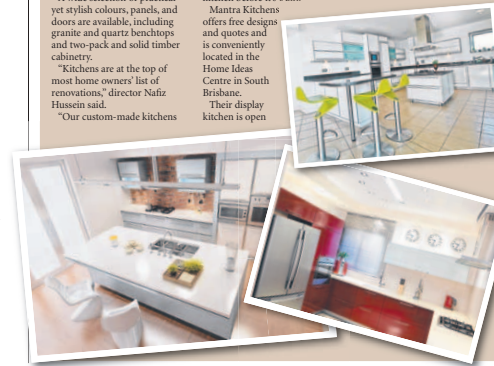 yet stylish colours, panels, and
doors are available, including
granite and quartz benchtops
and two-pack and solid timber
cabinetry.
“Kitchens are at the top of
most home owners’ list of
renovations,” director Nafiz
Hussein said.
“Our custom-made kitchens
Mantra Kitchens
offers free designs
and quotes and
is conveniently
located in the
Home Ideas
Centre in South
Brisbane.
Their display
kitchen is open